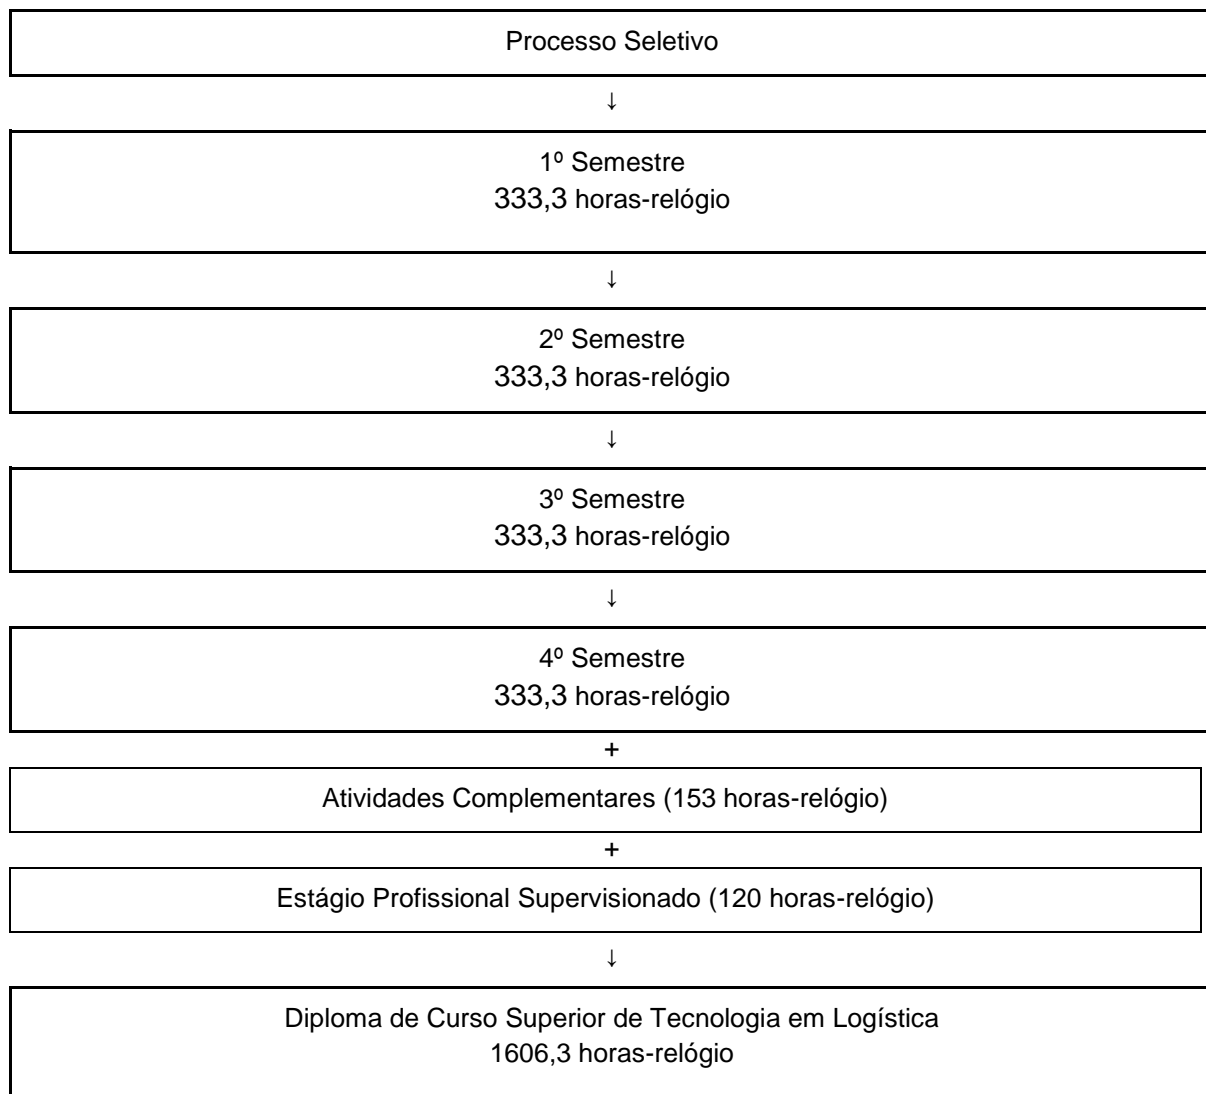 Processo Seletivo
↓
1º Semestre
333,3 horas-relógio
↓
2º Semestre
333,3 horas-relógio
↓
3º Semestre
333,3 horas-relógio
↓
4º Semestre
333,3 horas-relógio
+
Atividades Complementares (153 horas-relógio)
+
Estágio Profissional Supervisionado (120 horas-relógio)
↓
Diploma de Curso Superior de Tecnologia em Logística
1606,3 horas-relógio